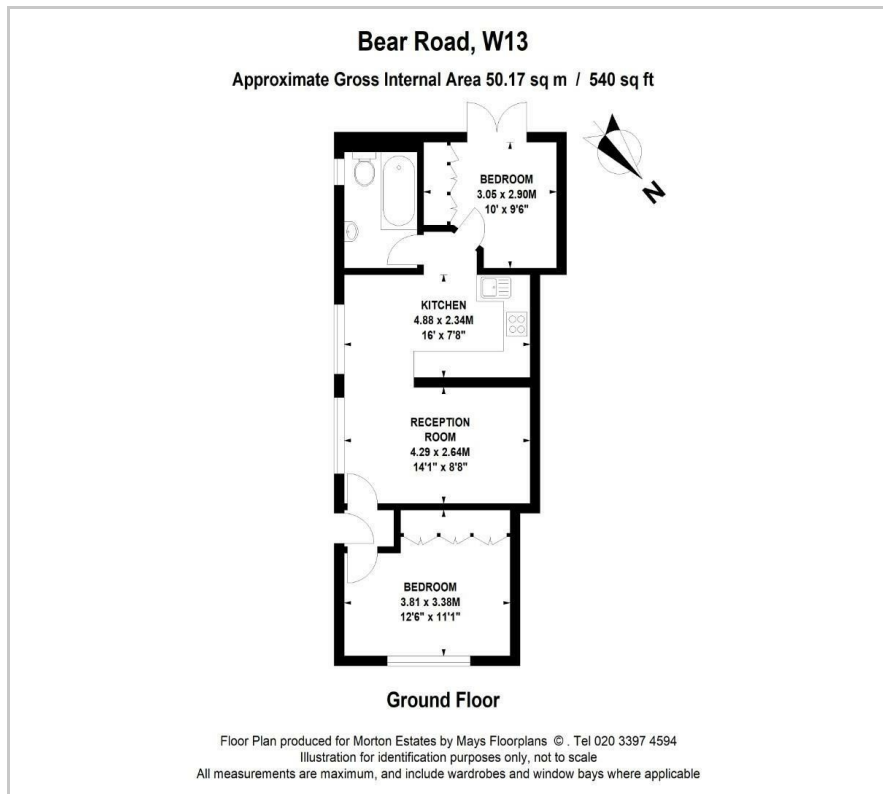 Bear Road, W13
Approximate Gross Internal Area 50.17 sq m / 540 sq ft
BEDROOM
3.05 x 2.90M
10' x 9'6"
N
KITCHEN
4.88 x 2.34M
16' x 7'8"
RECEPTION
ROOM
4.29 x 2.64M
14'1" x 8'8"
BEDROOM
3.81 x 3.38M
12'6" x 11'1"
Ground Floor
Floor Plan produced for Morton Estates by Mays Floorplans © . Tel 020 3397 4594
Illustration for identification purposes only, not to scale
All measurements are maximum, and include wardrobes and window bays where applicable